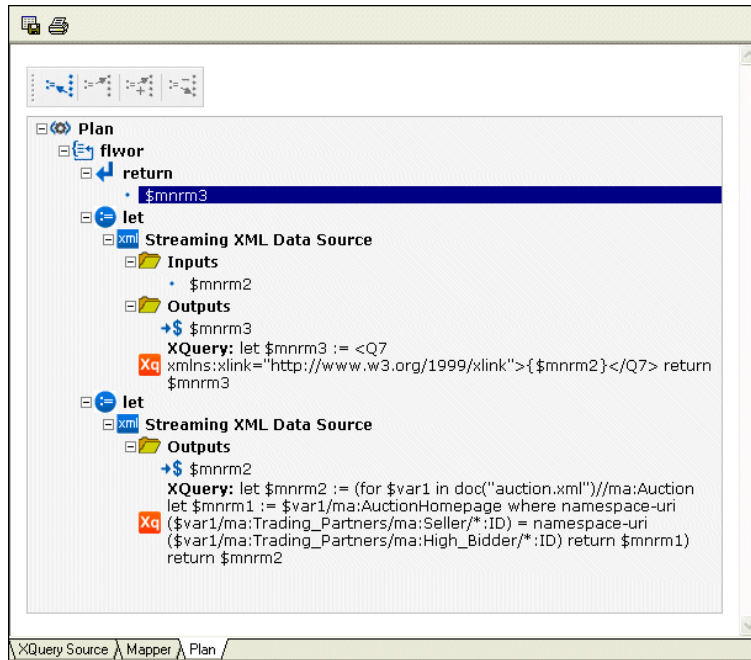 Plan
flwor
return
$mnrm3
:= let
xml Streaming XML Data Source
Inputs
$mnrm2
Outputs
$ $mnrm3
XQuery: let $mnrm3 := <Q7
Xq xmlns:xlink="http://www.w3.org/1999/xlink">{$mnrm2}</Q7> return
$mnrm3
:= let
xml Streaming XML Data Source
Outputs
$ $mnrm2
XQuery: let $mnrm2 := (for $var1 in doc("auction.xml")//ma:Auction
let $mnrm1 := $var1/ma:AuctionHomepage where namespace-uri
Xq ($var1/ma:Trading_Partners/ma:Seller/*:ID) = namespace-uri
($var1/ma:Trading_Partners/ma:High_Bidder/*:ID) return $mnrm1)
return $mnrm2
XQuery Source Mapper Plan